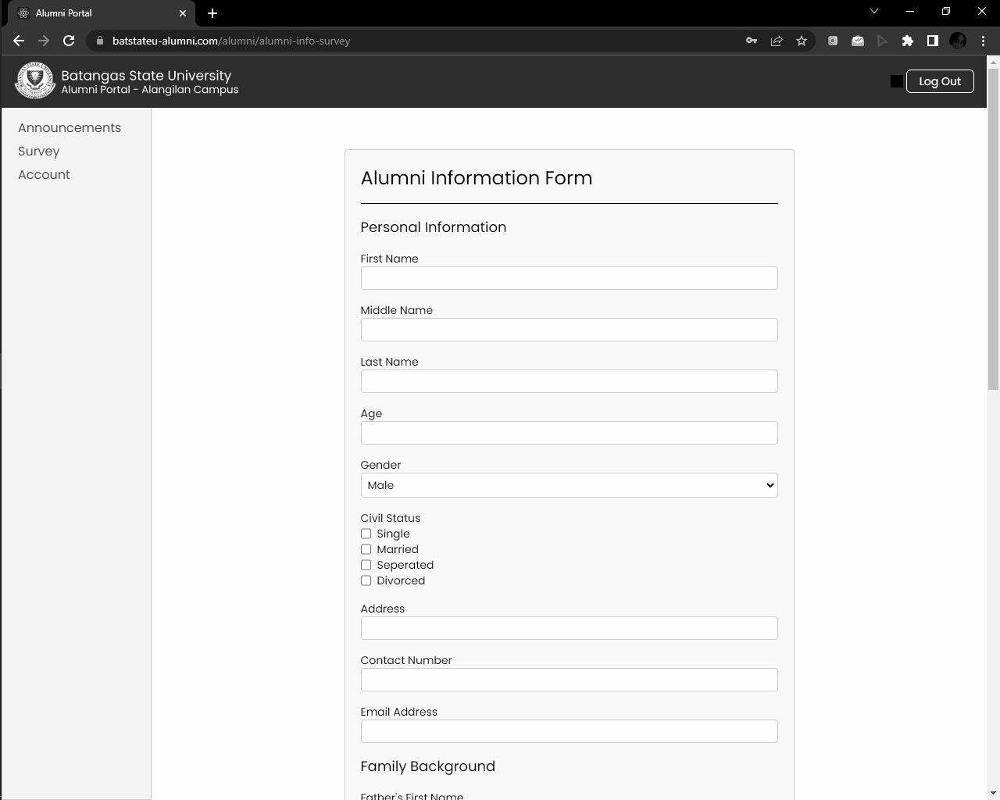 Alumni Portal
batstateu-alumni.com/alumni/alumni-info-survey
Batangas State University
Alumni Portal - Alangilan Campus
Log Out
Announcements
Survey
Account
Alumni Information Form
Personal Information
First Name
Middle Name
Last Name
Age
Gender
Male
Civil Status
Single
Married
Seperated
Divorced
Address
Contact Number
Email Address
Family Background
Father's First Name